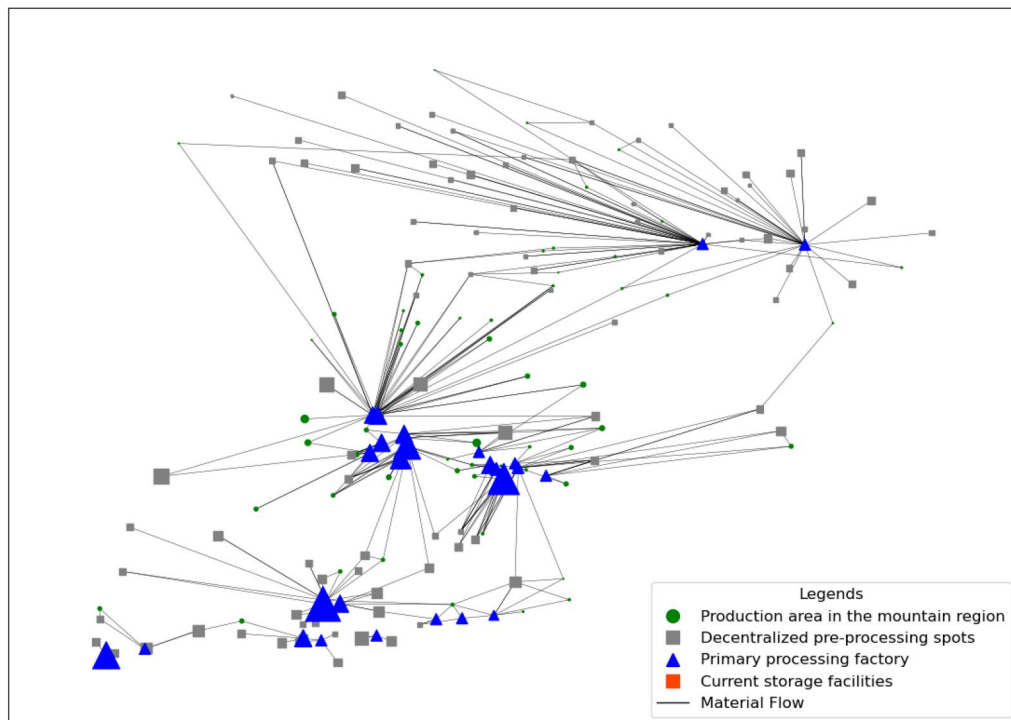 Legends
Production area in the mountain region
Decentralized pre-processing spots
Primary processing factory
Current storage facilities
Material Flow